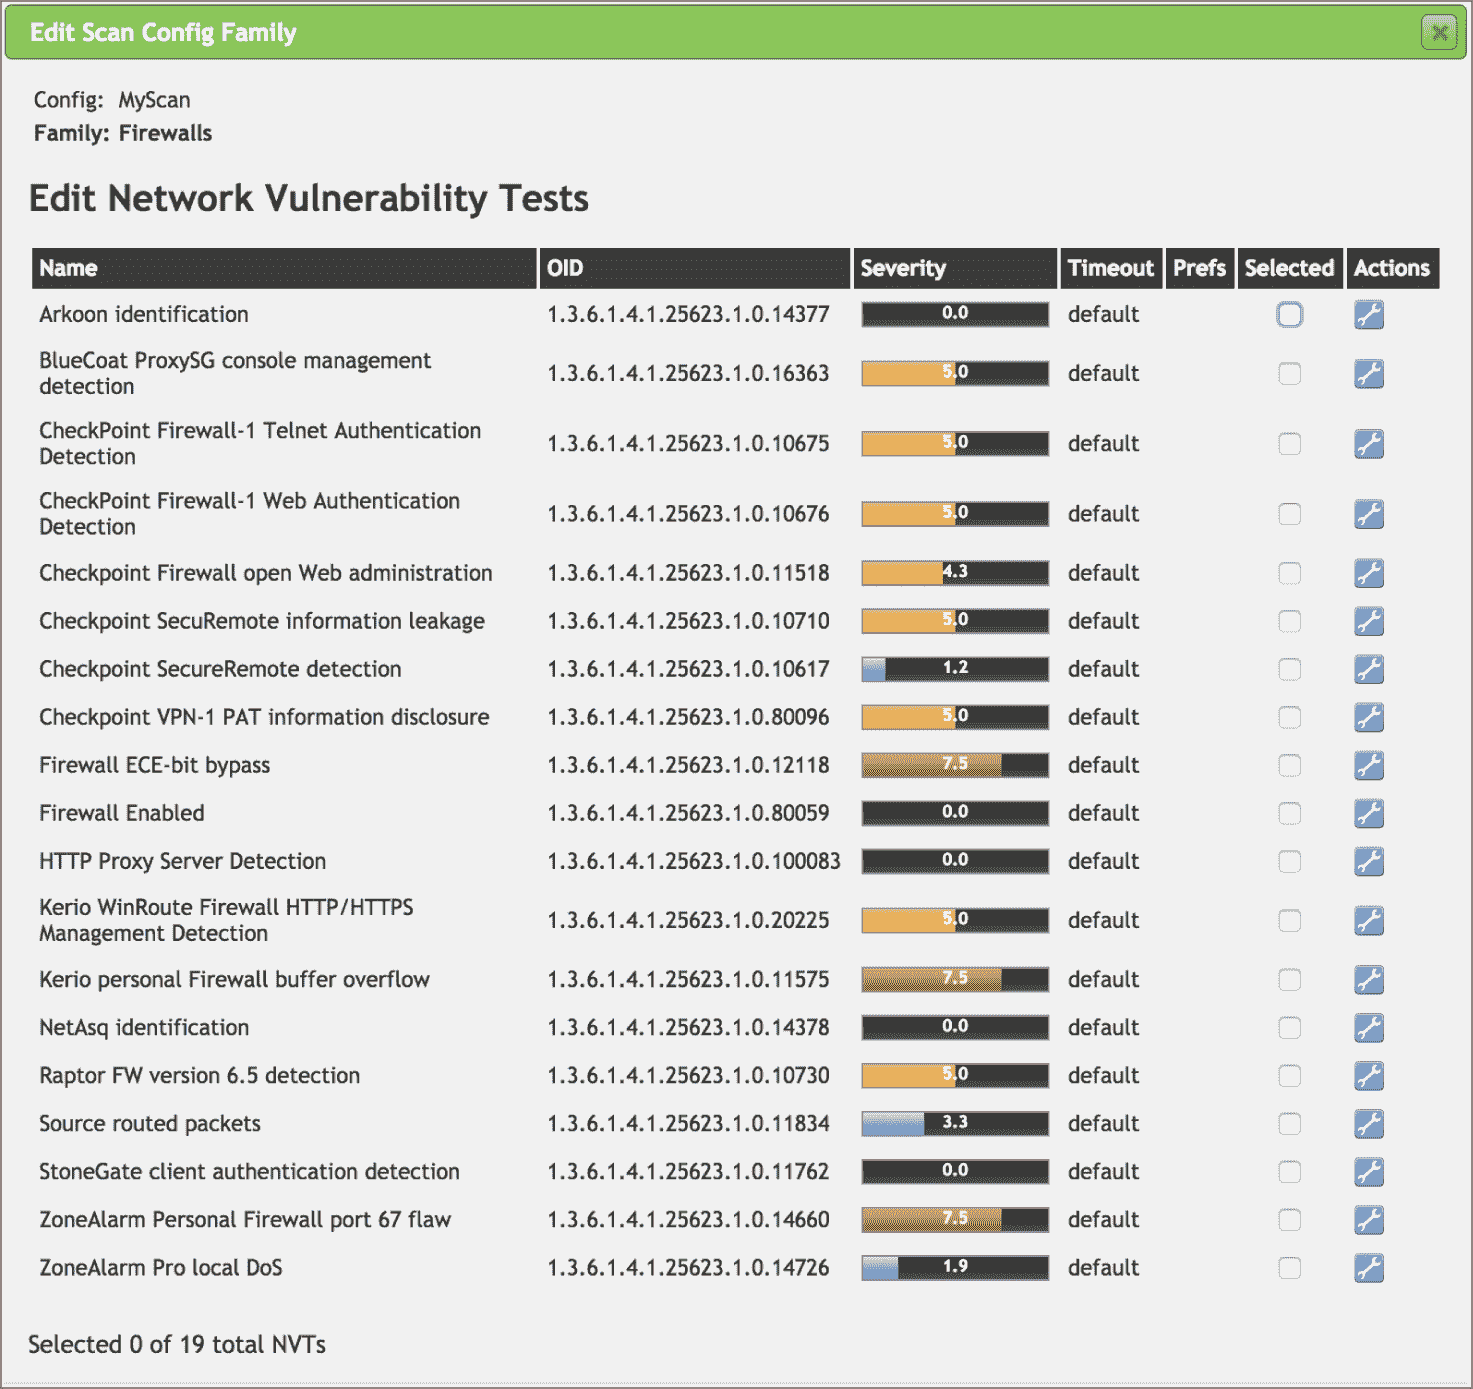 Edit Scan Config Family
Config: MyScan
Family: Firewalls
Edit Network Vulnerability Tests
Name OID Severity Timeout Prefs Selected Actions
Arkoon identification 1.3.6.1.4.1.25623.1.0.14377 0.0 default
BlueCoat ProxySG console management
detection 1.3.6.1.4.1.25623.1.0.16363 5.0 default
CheckPoint Firewall-1 Telnet Authentication
Detection 1.3.6.1.4.1.25623.1.0.10675 5.0 default
CheckPoint Firewall-1 Web Authentication
Detection 1.3.6.1.4.1.25623.1.0.10676 5.0 default
Checkpoint Firewall open Web administration 1.3.6.1.4.1.25623.1.0.11518 4.3 default
Checkpoint SecuRemote information leakage 1.3.6.1.4.1.25623.1.0.10710 5.0 default
Checkpoint SecureRemote detection 1.3.6.1.4.1.25623.1.0.10617 1.2 default
Checkpoint VPN-1 PAT information disclosure 1.3.6.1.4.1.25623.1.0.80096 5.0 default
Firewall ECE-bit bypass 1.3.6.1.4.1.25623.1.0.12118 7.5 default
Firewall Enabled 1.3.6.1.4.1.25623.1.0.80059 0.0 default
HTTP Proxy Server Detection 1.3.6.1.4.1.25623.1.0.100083 0.0 default
Kerio WinRoute Firewall HTTP/HTTPS
Management Detection 1.3.6.1.4.1.25623.1.0.20225 5.0 default
Kerio personal Firewall buffer overflow 1.3.6.1.4.1.25623.1.0.11575 7.5 default
NetAsq identification 1.3.6.1.4.1.25623.1.0.14378 0.0 default
Raptor FW version 6.5 detection 1.3.6.1.4.1.25623.1.0.10730 5.0 default
Source routed packets 1.3.6.1.4.1.25623.1.0.11834 3.3 default
StoneGate client authentication detection 1.3.6.1.4.1.25623.1.0.11762 0.0 default
ZoneAlarm Personal Firewall port 67 flaw 1.3.6.1.4.1.25623.1.0.14660 7.5 default
ZoneAlarm Pro local DoS 1.3.6.1.4.1.25623.1.0.14726 1.9 default
Selected 0 of 19 total NVTs